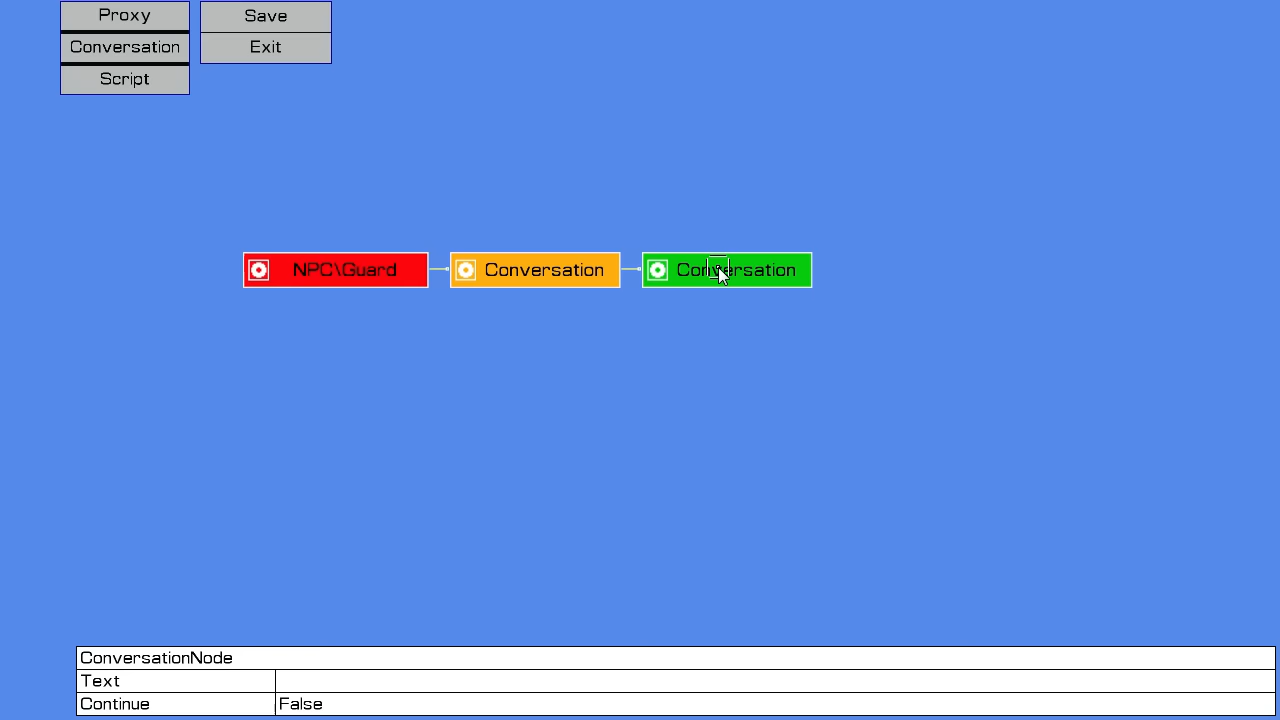 Proxy
Conversation
Script
Save
Exit
NPC\Guard
Conversation
Conversation
ConversationNode
Text
Continue False